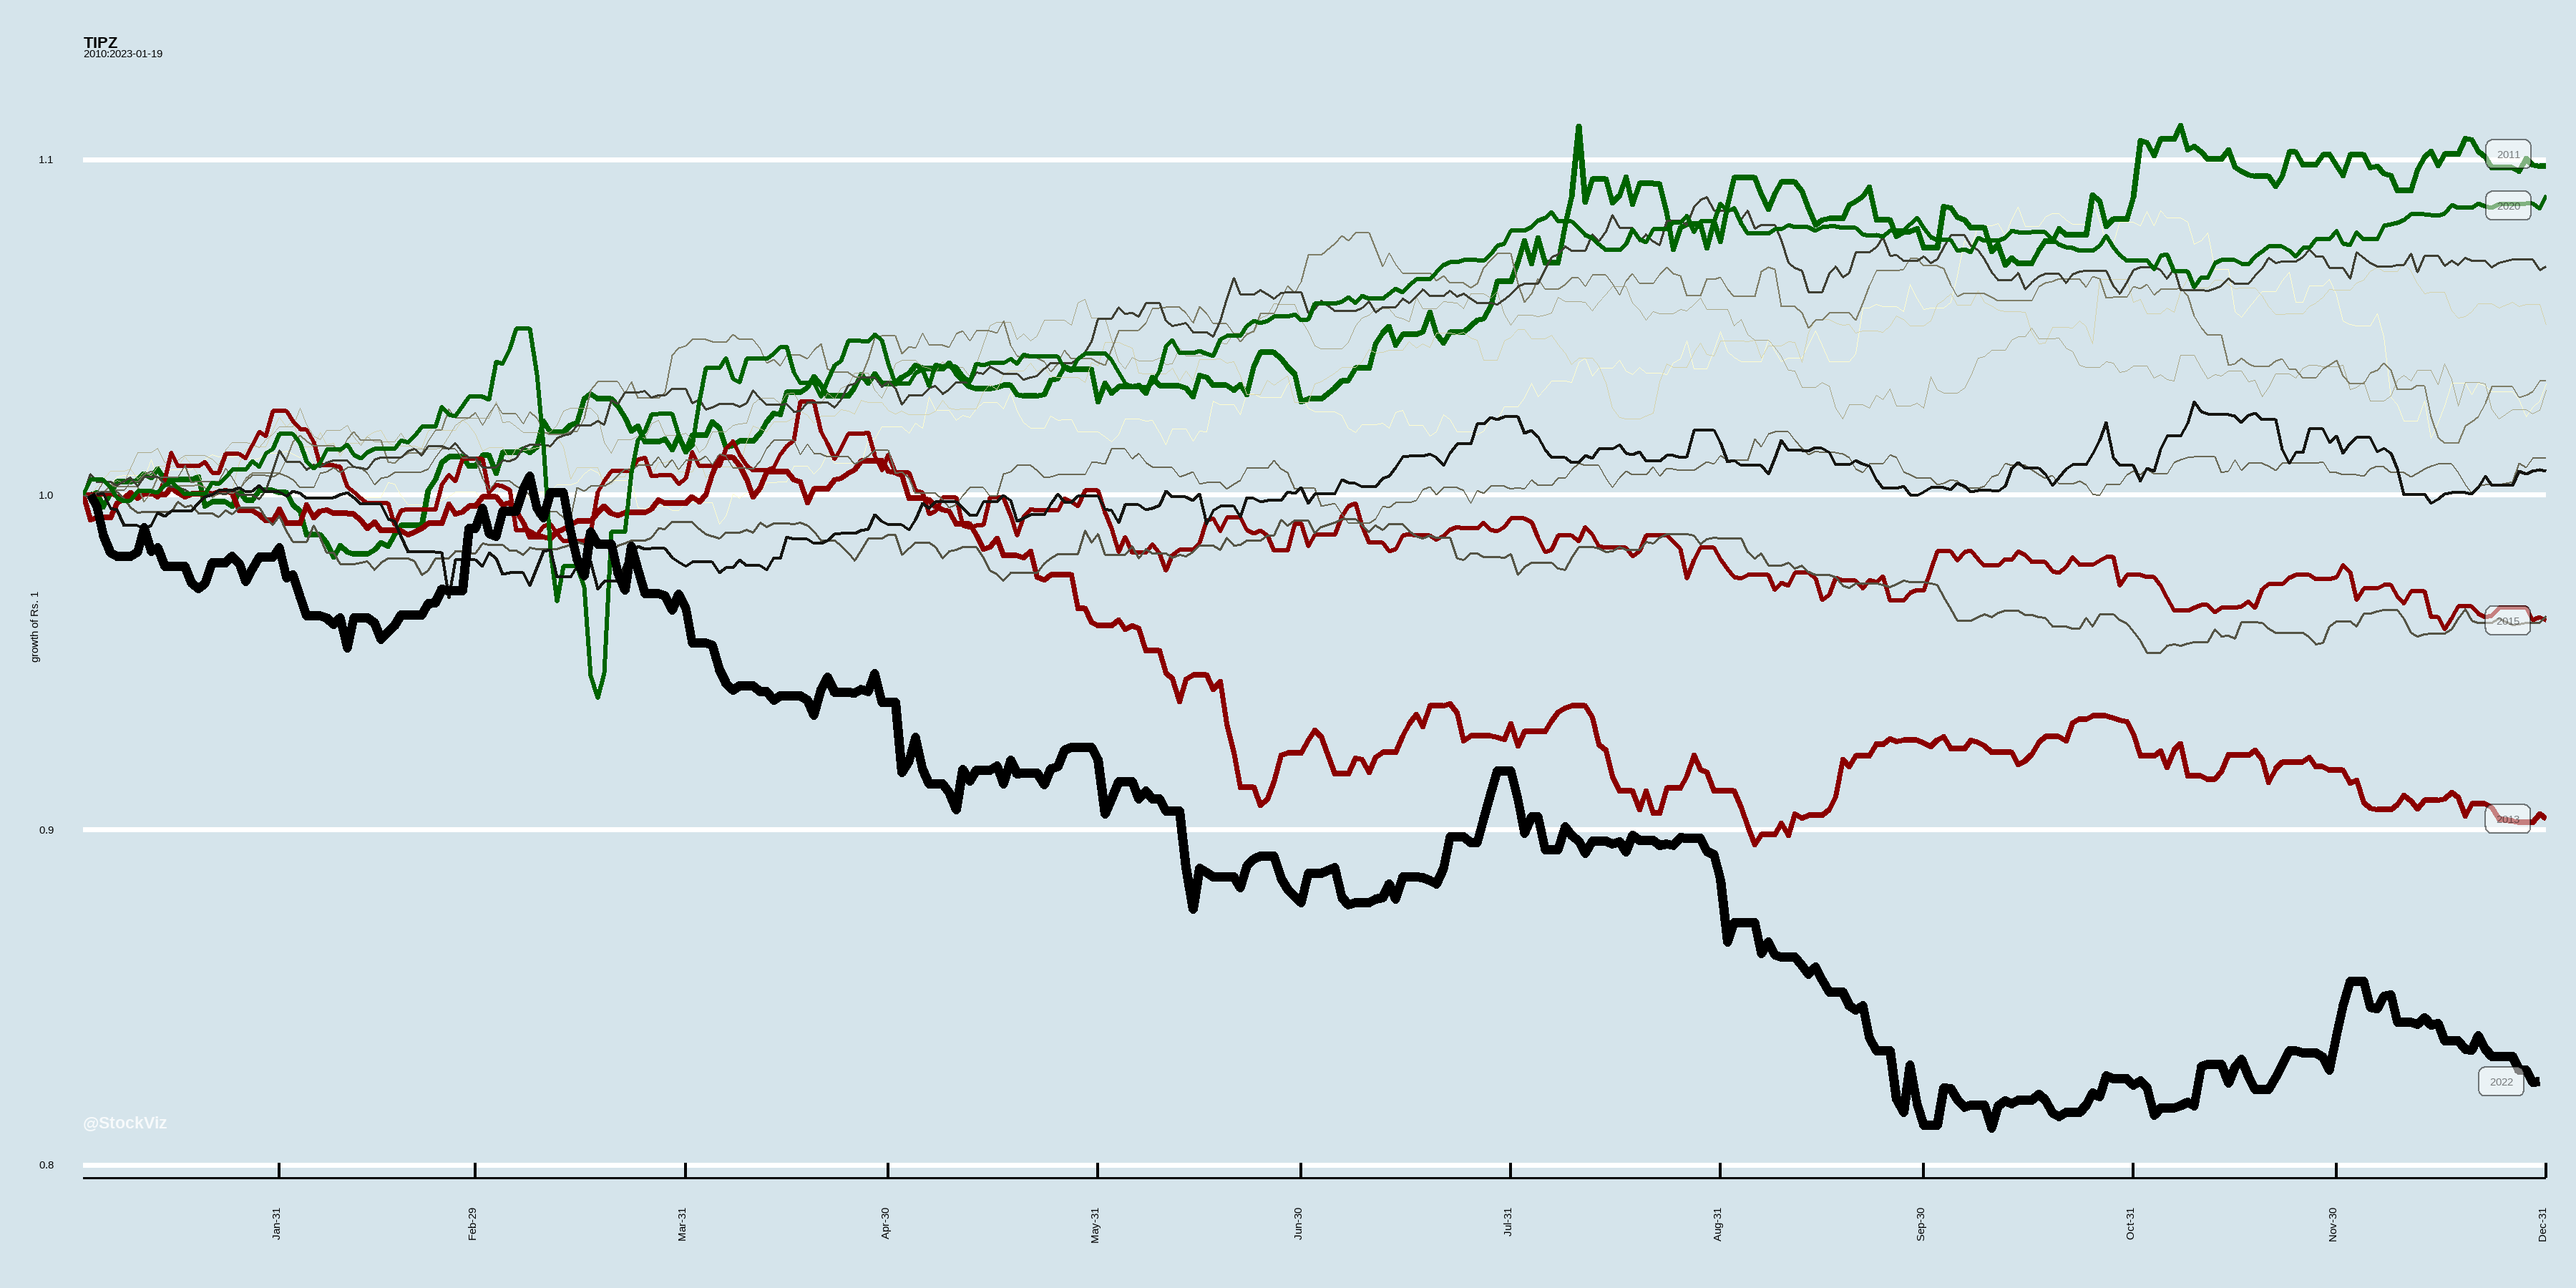 TIPZ
2010:2023-01-19
1.1
1.0
0.9
0.8
growth of Rs. 1
2011
2020
2015
2013
2022
@StockViz
Jan-31
Feb-29
Mar-31
Apr-30
May-31
Jun-30
Jul-31
Aug-31
Sep-30
Oct-31
Nov-30
Dec-31